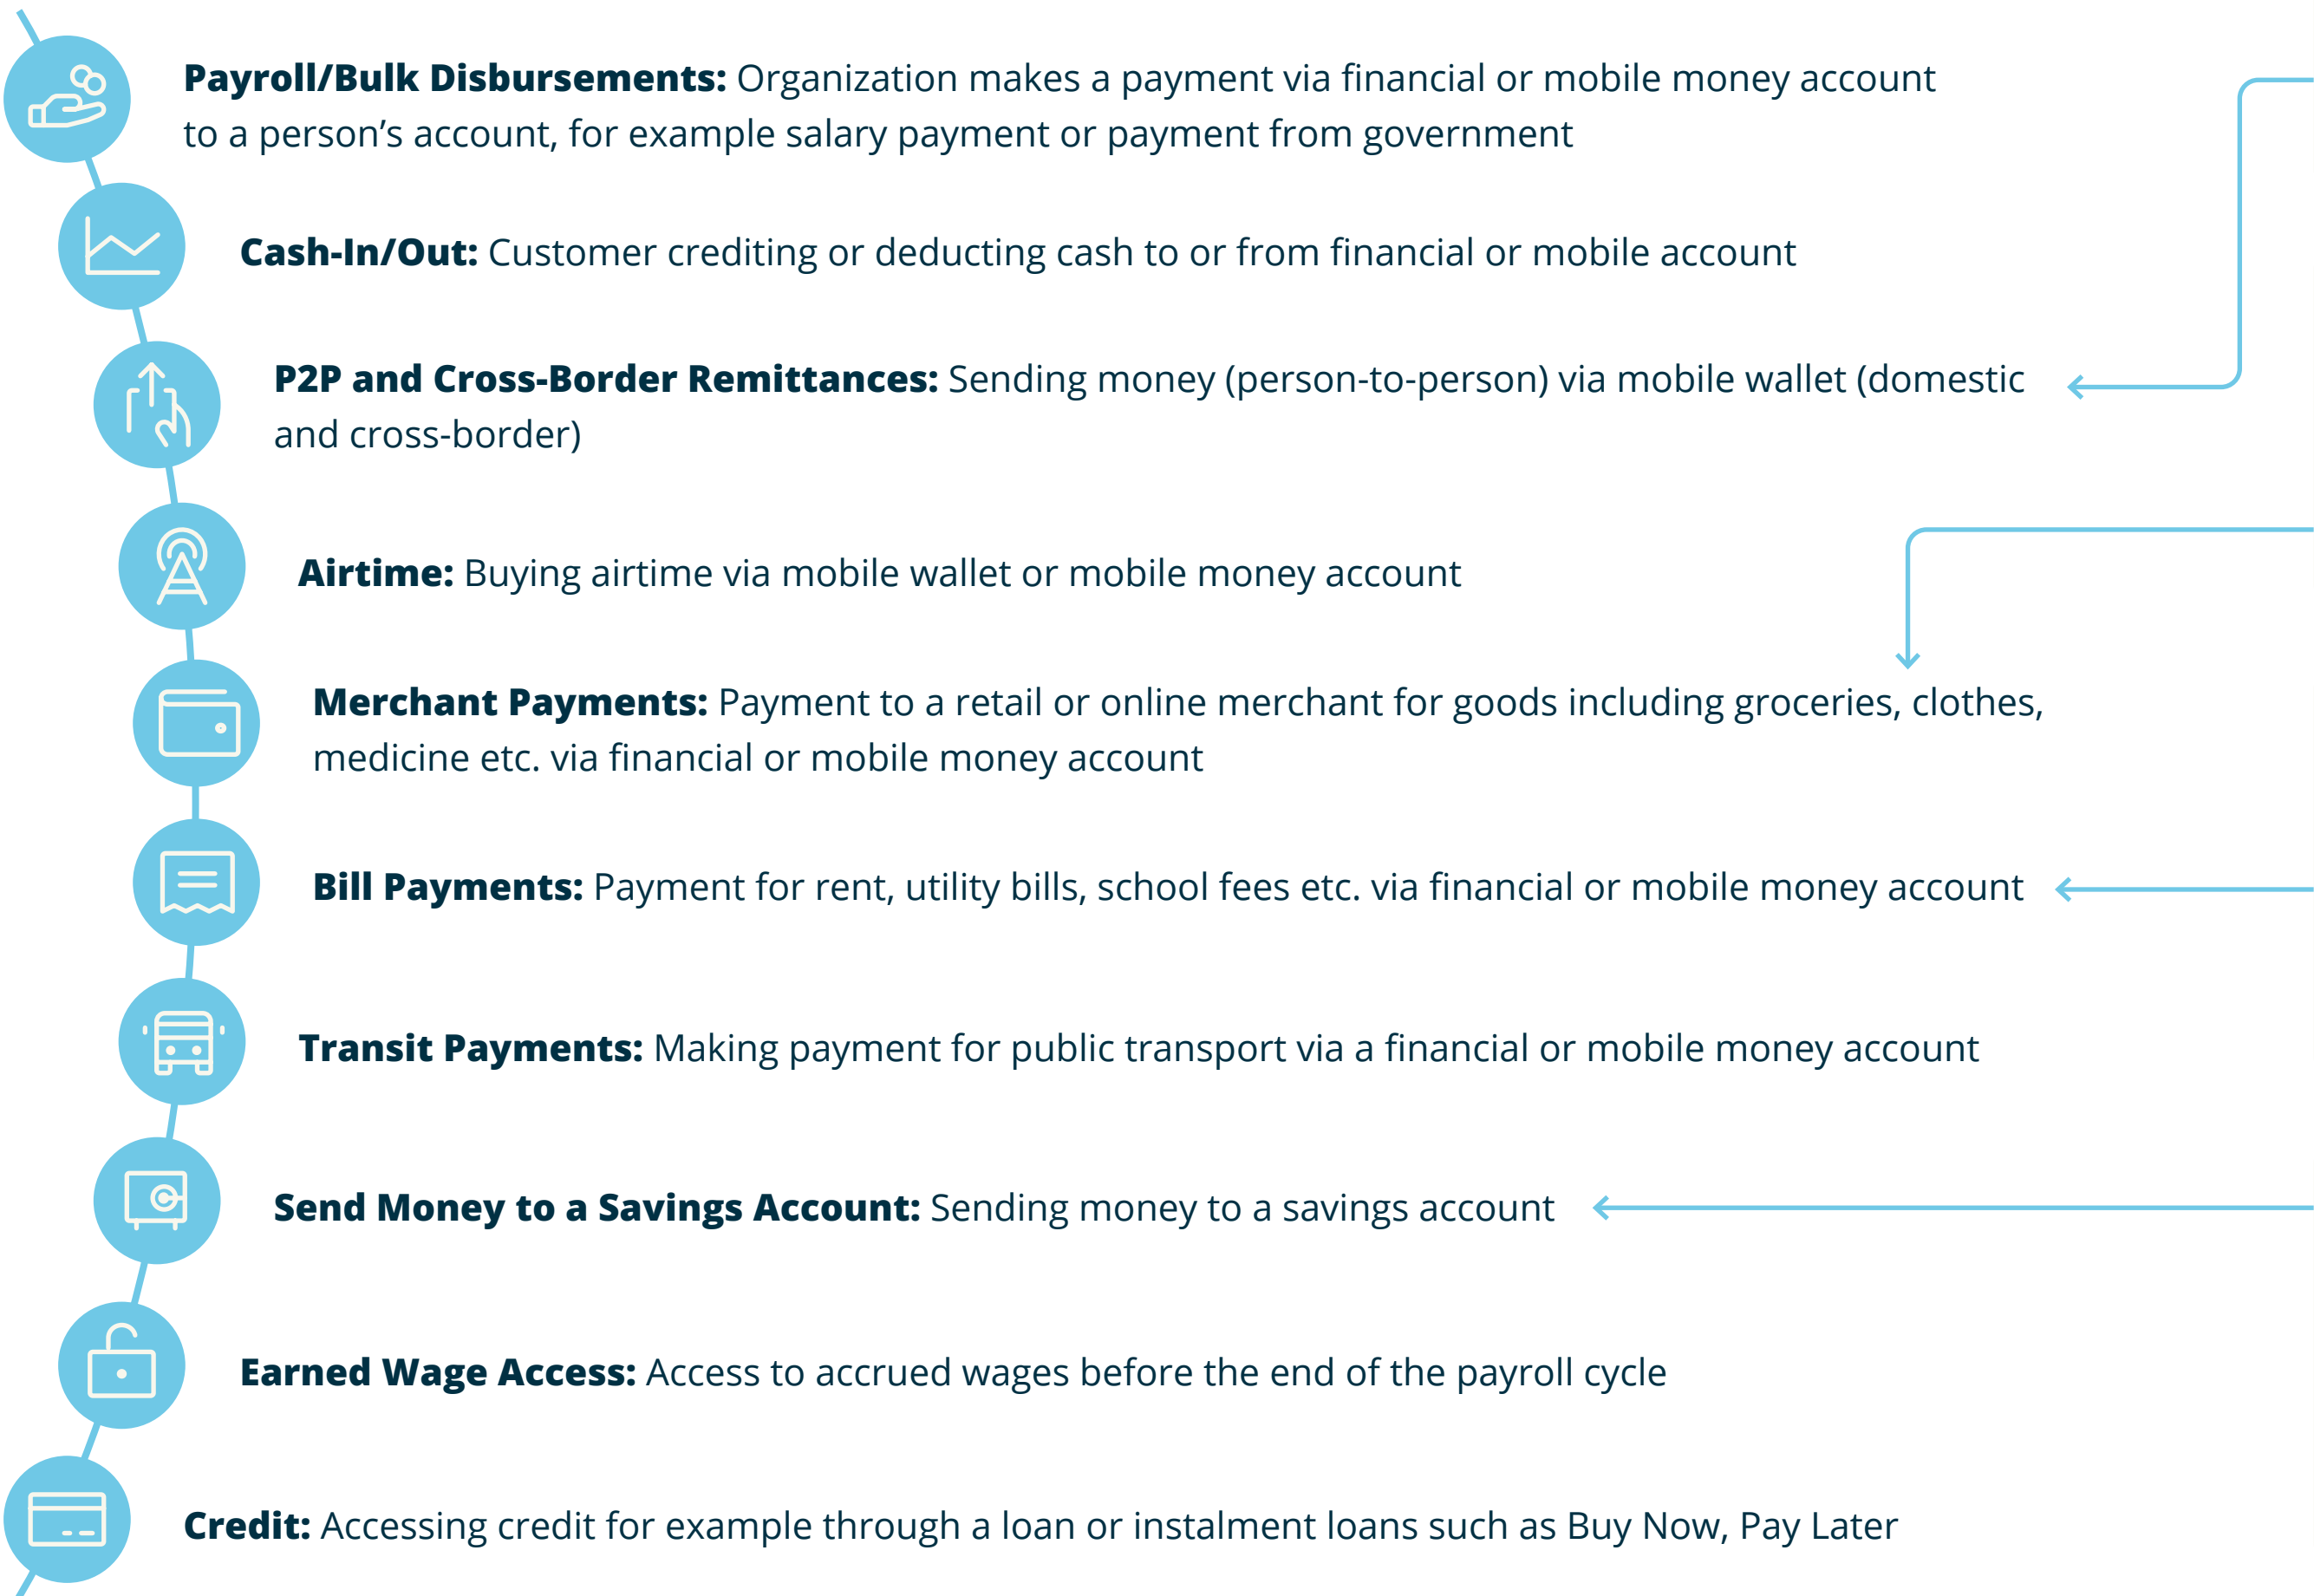 Payroll/Bulk Disbursements: Organization makes a payment via financial or mobile money account
to a person’s account, for example salary payment or payment from government
Cash-In/Out: Customer crediting or deducting cash to or from financial or mobile account
P2P and Cross-Border Remittances: Sending money (person-to-person) via mobile wallet (domestic
and cross-border)
Airtime: Buying airtime via mobile wallet or mobile money account
Merchant Payments: Payment to a retail or online merchant for goods including groceries, clothes,
medicine etc. via financial or mobile money account
Bill Payments: Payment for rent, utility bills, school fees etc. via financial or mobile money account
Transit Payments: Making payment for public transport via a financial or mobile money account
Send Money to a Savings Account: Sending money to a savings account
Earned Wage Access: Access to accrued wages before the end of the payroll cycle
Credit: Accessing credit for example through a loan or instalment loans such as Buy Now, Pay Later